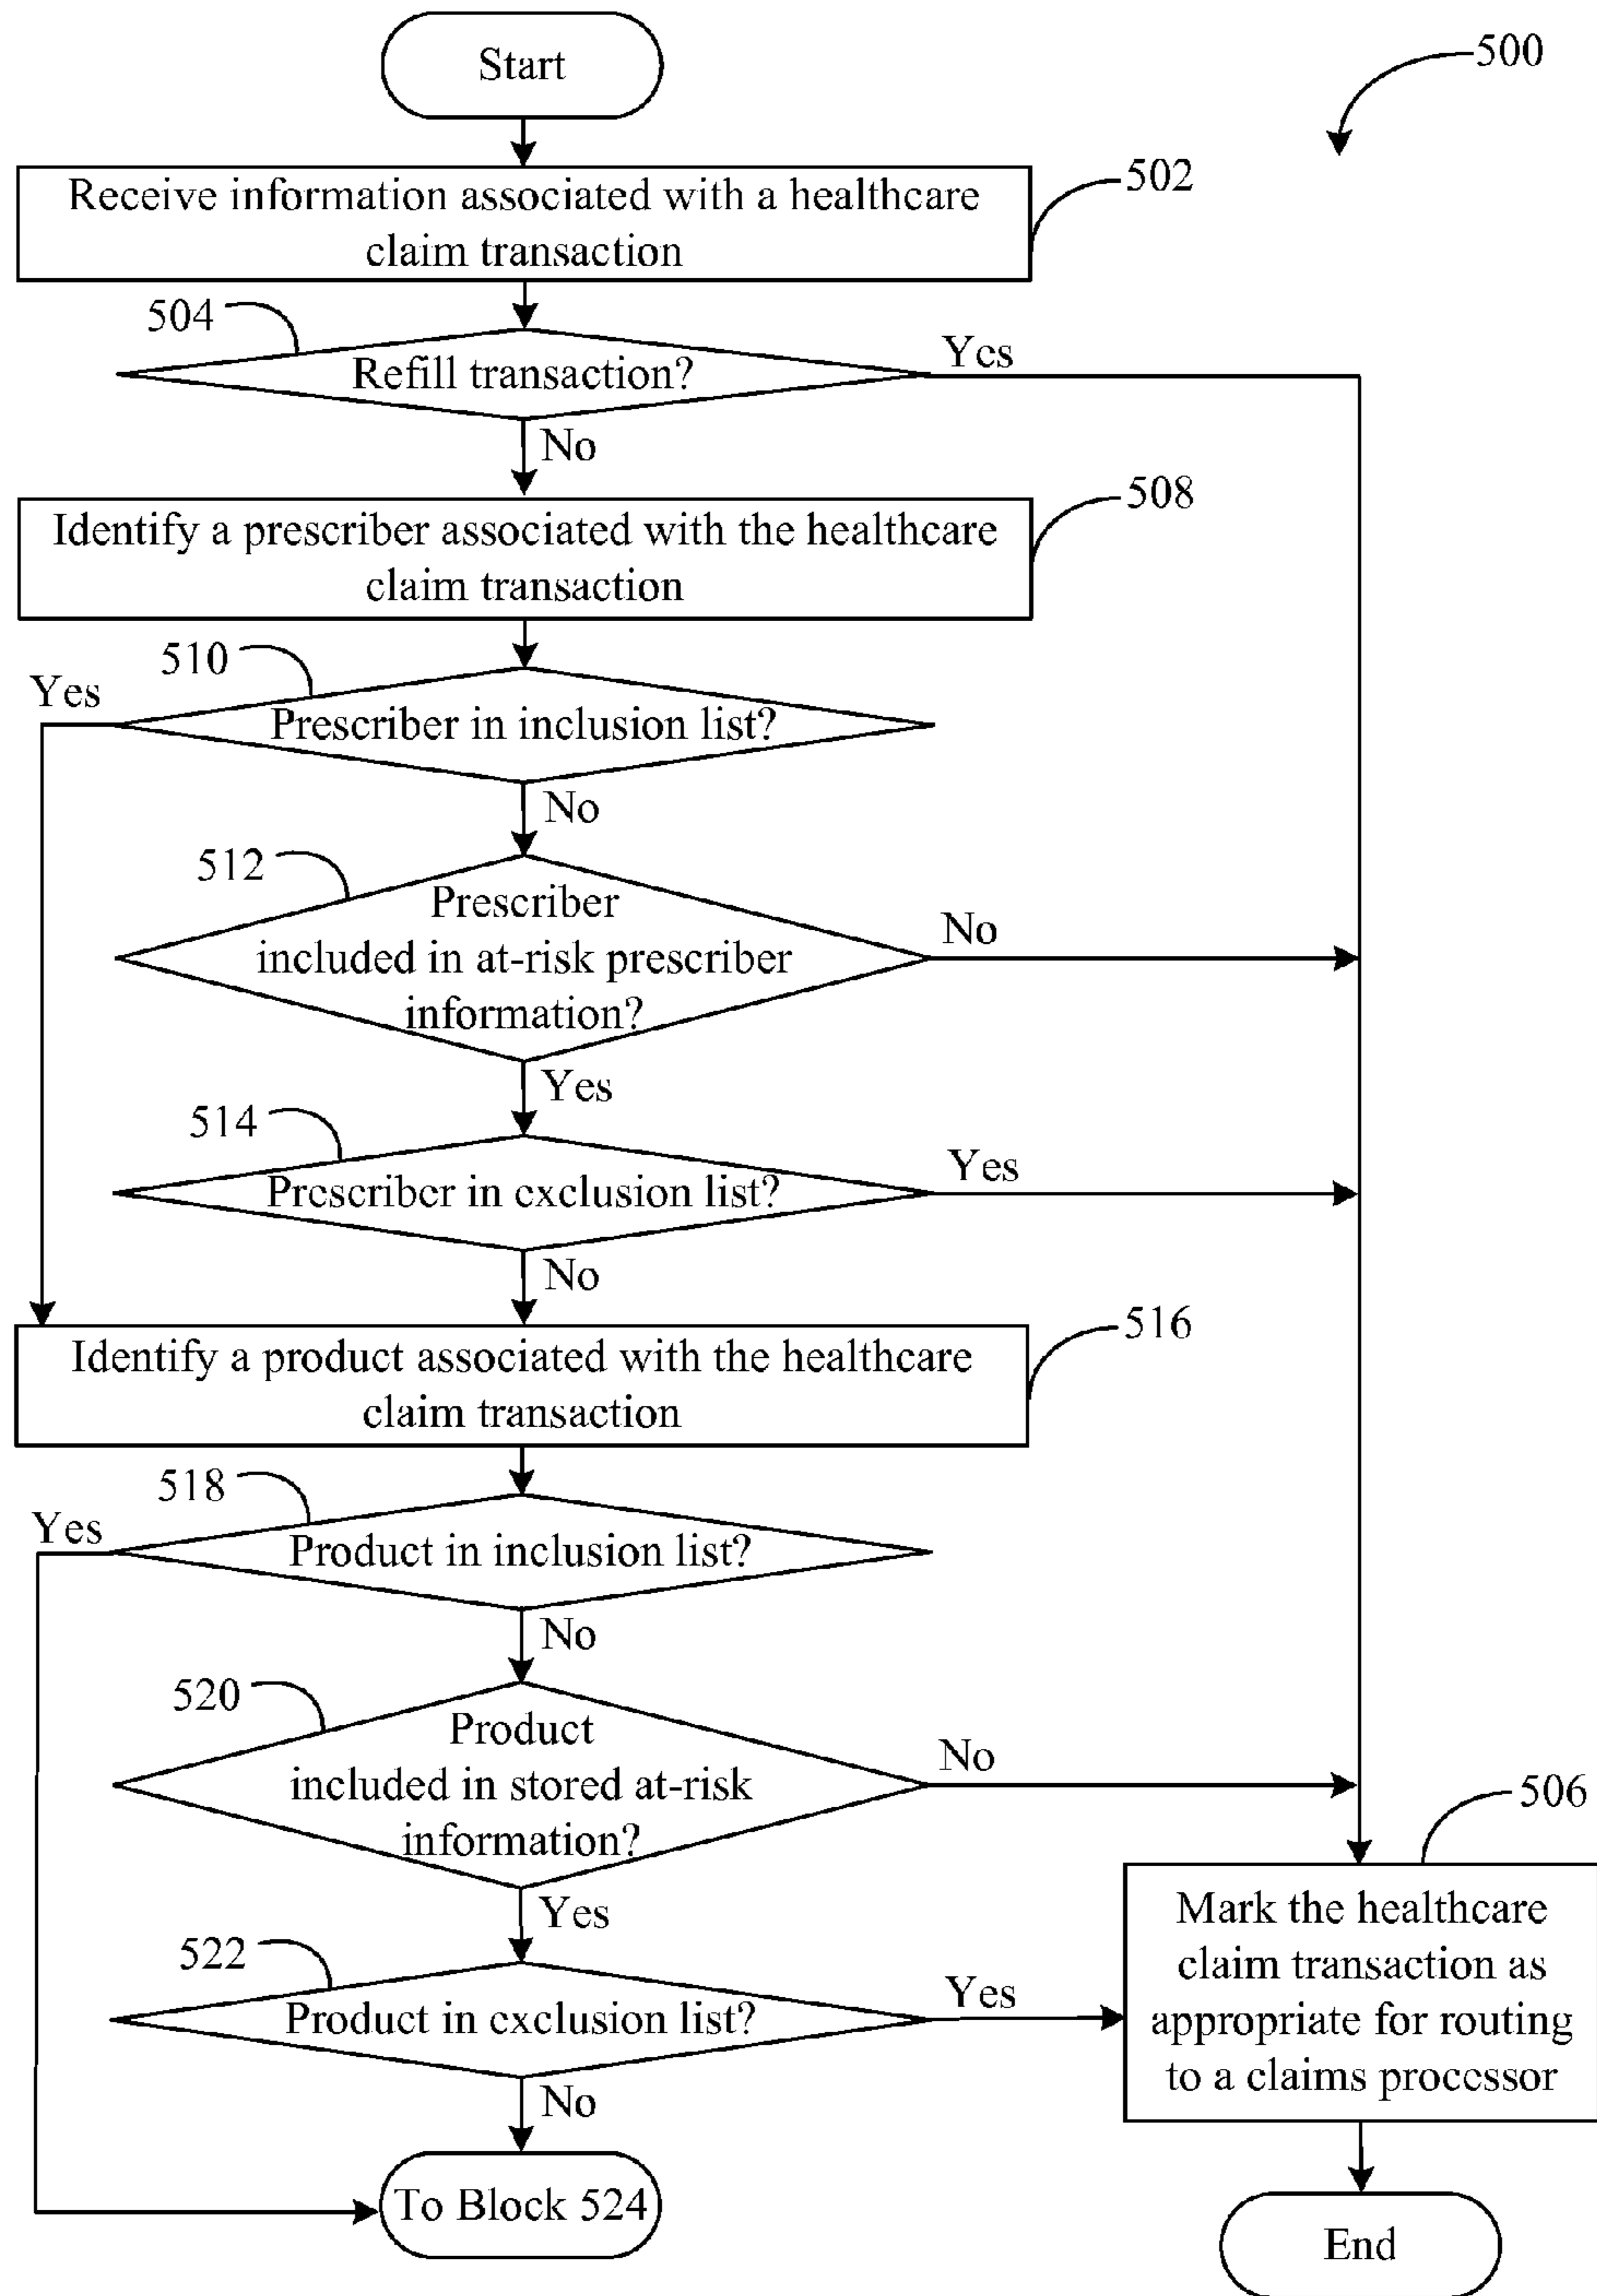 Start
500
Receive information associated with a healthcare
claim transaction
502
504
Refill transaction?
Yes
No
Identify a prescriber associated with the healthcare
claim transaction
508
510
Yes
Prescriber in inclusion list?
No
512
Prescriber
included in at-risk prescriber
information?
No
Yes
514
Prescriber in exclusion list?
Yes
No
Identify a product associated with the healthcare
claim transaction
516
518
Yes
Product in inclusion list?
No
520
Product
included in stored at-risk
information?
No
Yes
506
Mark the healthcare
claim transaction as
appropriate for routing
to a claims processor
522
Product in exclusion list?
Yes
No
To Block 524
End